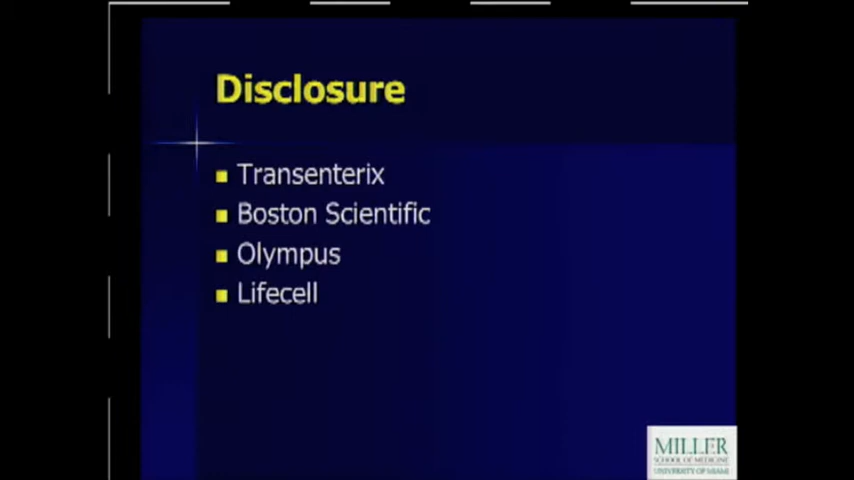 Disclosure
Transenterix
Boston Scientific
Olympus
Lifecell
MILLER
SCHOOL OF MEDICINE
UNIVERSITY OF MIAMI